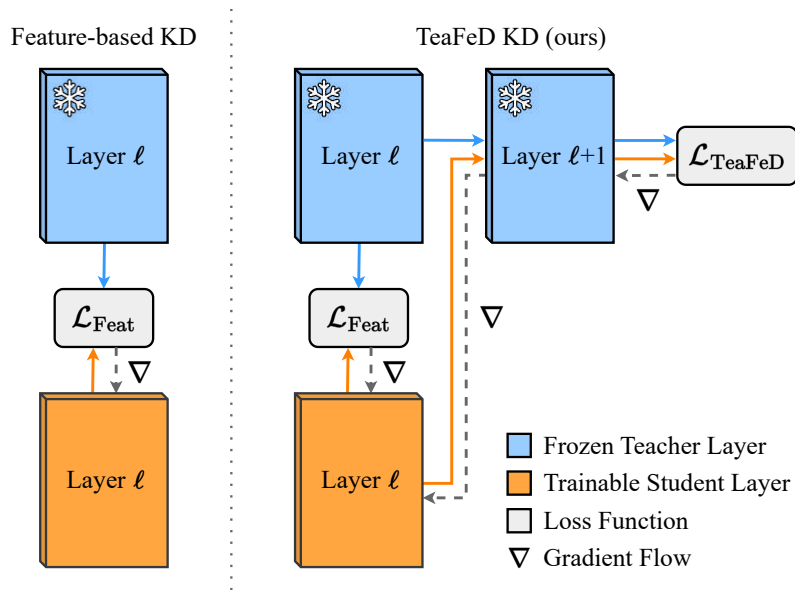 Feature-based KD
Layer ℓ
ℒFeat
∇
Layer ℓ
TeaFeD KD (ours)
Layer ℓ
Layer ℓ+1
ℒTeaFeD
∇
∇
ℒFeat
∇
Layer ℓ
Frozen Teacher Layer
Trainable Student Layer
Loss Function
∇ Gradient Flow